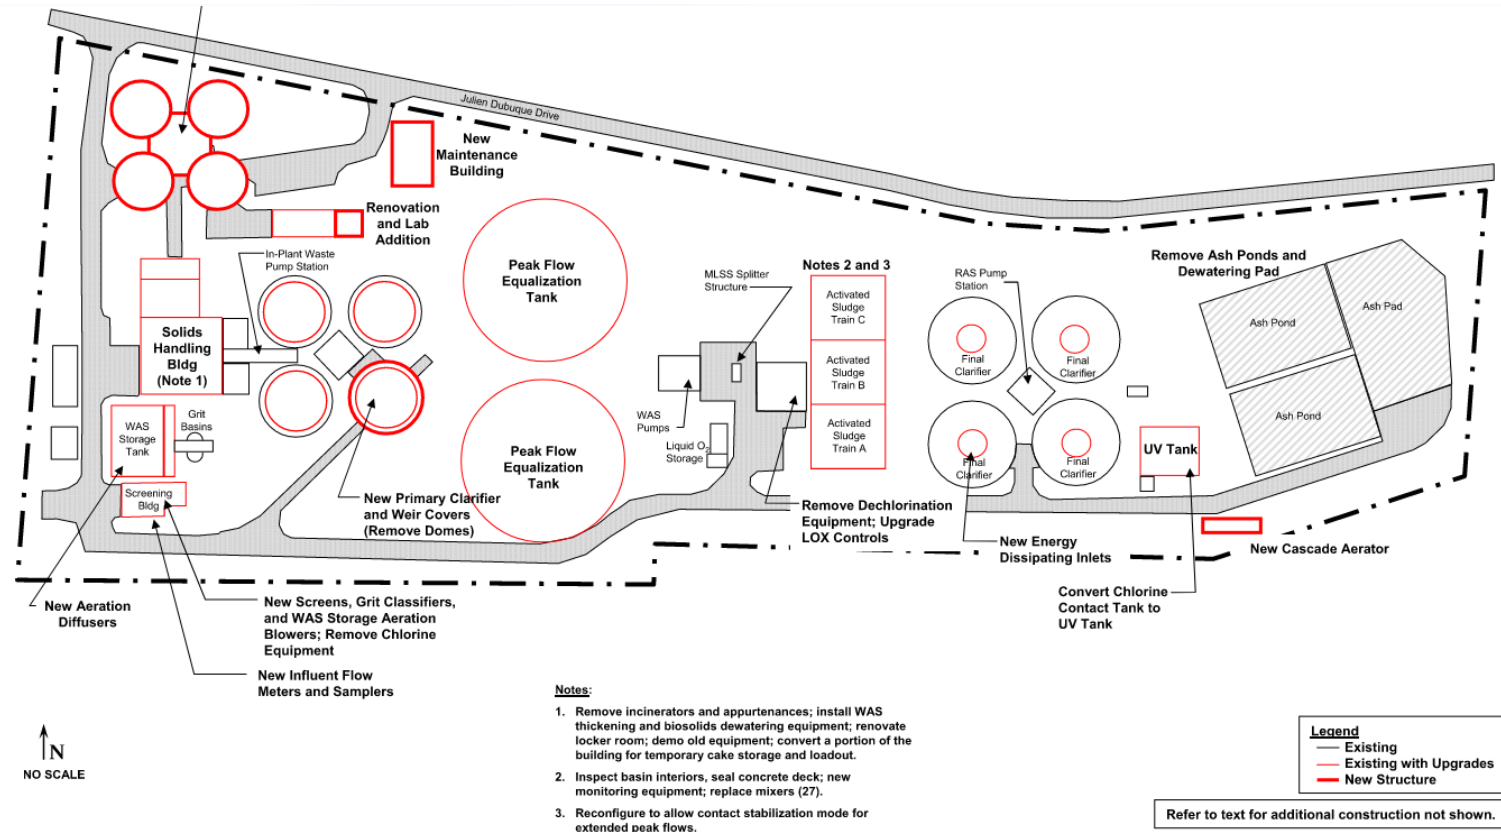 Julien Dubuque Drive
New
Maintenance
Building
Renovation
and Lab
Addition
In-Plant Waste
Pump Station
Peak Flow
Equalization
Tank
MLSS Splitter
Structure
Notes 2 and 3
Activated
Sludge
Train C
Activated
Sludge
Train B
Activated
Sludge
Train A
RAS Pump
Station
Remove Ash Ponds and
Dewatering Pad
Ash Pond
Ash Pad
Ash Pond
Solids
Handling
Bldg
(Note 1)
Final
Clarifier
Final
Clarifier
Final
Clarifier
Final
Clarifier
WAS
Storage
Tank
Grit
Basins
WAS
Pumps
Liquid O2
Storage
Peak Flow
Equalization
Tank
UV Tank
Screening
Bldg
New Primary Clarifier
and Weir Covers
(Remove Domes)
Remove Dechlorination
Equipment; Upgrade
LOX Controls
New Energy
Dissipating Inlets
New Cascade Aerator
Convert Chlorine
Contact Tank to
UV Tank
New Aeration
Diffusers
New Screens, Grit Classifiers,
and WAS Storage Aeration
Blowers; Remove Chlorine
Equipment
New Influent Flow
Meters and Samplers
N
NO SCALE
Notes:
1. Remove incinerators and appurtenances; install WAS
thickening and biosolids dewatering equipment; renovate
locker room; demo old equipment; convert a portion of the
building for temporary cake storage and loadout.
2. Inspect basin interiors, seal concrete deck; new
monitoring equipment; replace mixers (27).
3. Reconfigure to allow contact stabilization mode for
extended peak flows.
Legend
Existing
Existing with Upgrades
New Structure
Refer to text for additional construction not shown.